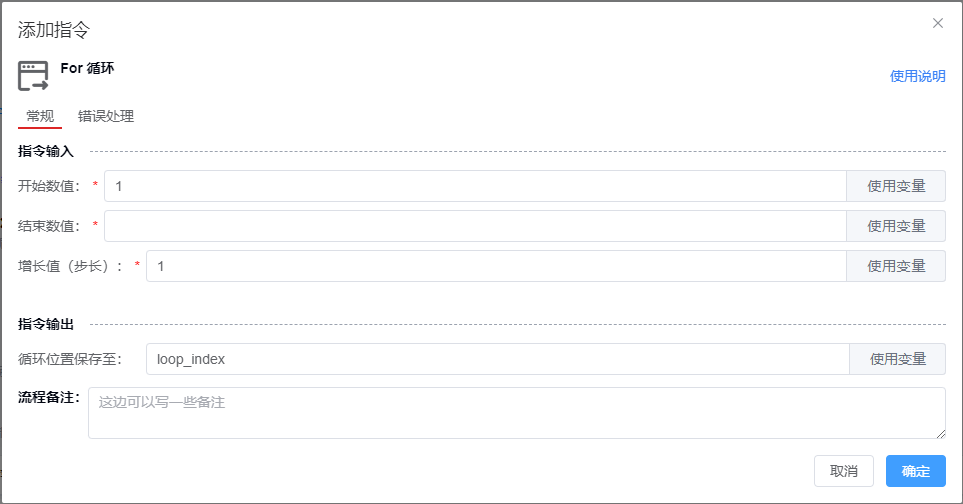 添加指令
For 循环
使用说明
常规 错误处理
指令输入
开始数值： * 1 使用变量
结束数值： * 使用变量
增长值（步长）： * 1 使用变量
指令输出
循环位置保存至： loop_index 使用变量
流程备注： 这边可以写一些备注
取消 确定